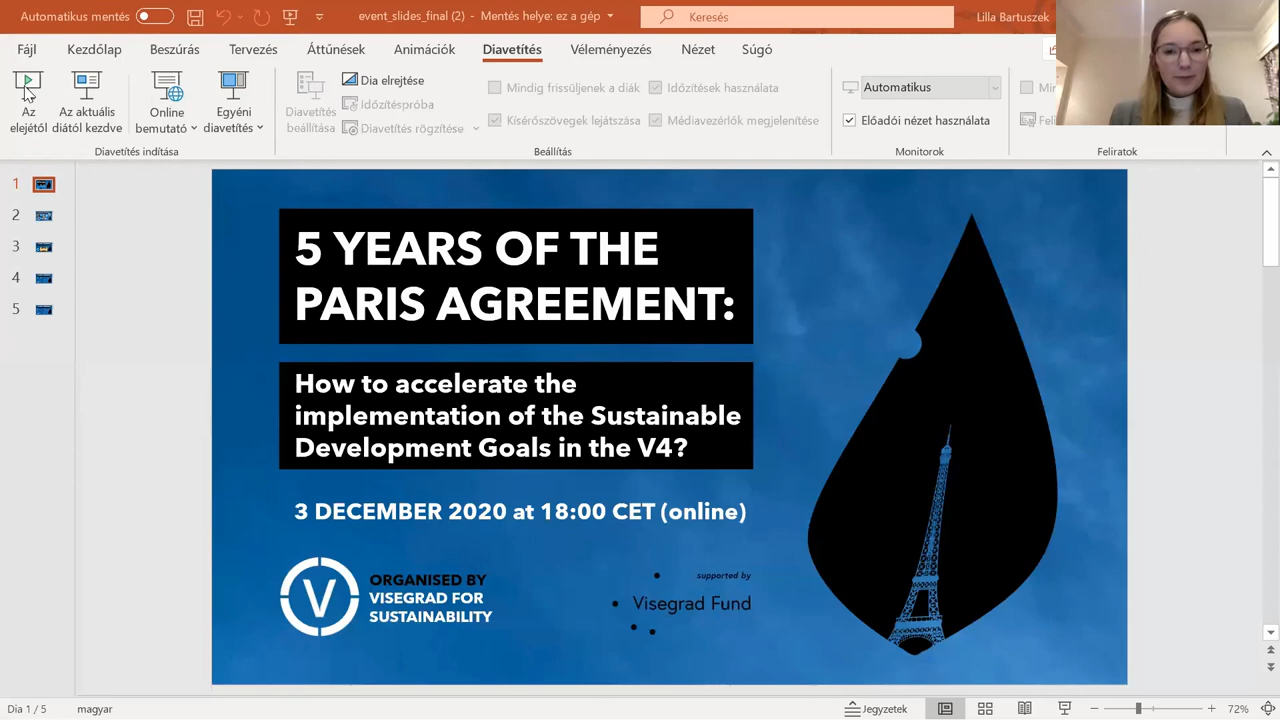 Automatikus mentés
event_slides_final (2) - Mentés helye: ez a gép
Keresés
Lilla Bartuszek
Fájl
Kezdőlap
Beszúrás
Tervezés
Áttűnések
Animációk
Diavetítés
Véleményezés
Nézet
Súgó
Az
elejétől
Az aktuális
diától kezdve
Online
bemutató
Egyéni
diavetítés
Diavetítés indítása
Diavetítés
beállítása
Dia elrejtése
Időzítéspróba
Diavetítés rögzítése
Mindig frissüljenek a diák
Kísérőszövegek lejátszása
Időzítések használata
Médiavezérlők megjelenítése
Beállítás
Automatikus
Előadói nézet használata
Monitorok
Feliratok
1
2
3
4
5
5 YEARS OF THE
PARIS AGREEMENT:
How to accelerate the
implementation of the Sustainable
Development Goals in the V4?
3 DECEMBER 2020 at 18:00 CET (online)
V
ORGANISED BY
VISEGRAD FOR
SUSTAINABILITY
supported by
Visegrad Fund
Dia 1 / 5
magyar
Jegyzetek
72%